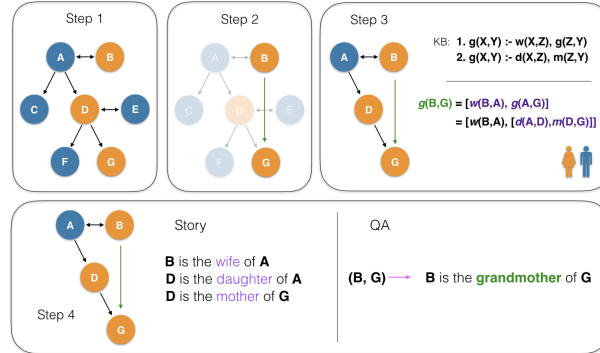 Step 1
A
B
C
D
E
F
G
Step 2
A
B
C
D
E
F
G
Step 3
A
B
D
G
KB: 1. g(X,Y) :- w(X,Z), g(Z,Y)
2. g(X,Y) :- d(X,Z), m(Z,Y)
g(B,G) = [w(B,A), g(A,G)]
= [w(B,A), [d(A,D),m(D,G)]]
A
B
D
G
Step 4
Story
B is the wife of A
D is the daughter of A
D is the mother of G
QA
(B, G) B is the grandmother of G